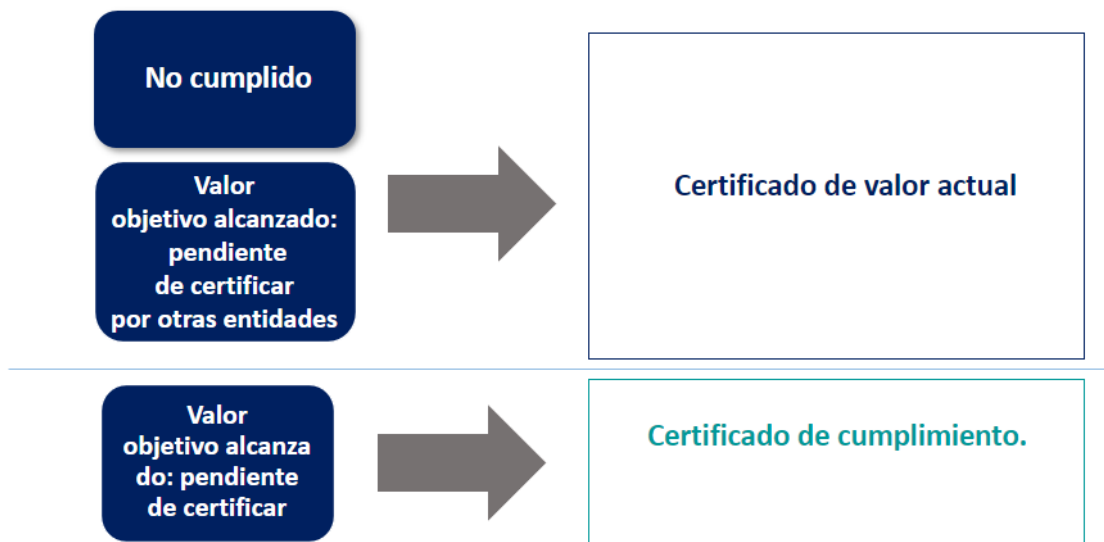 No cumplido
Valor
objetivo alcanzado:
pendiente
de certificar
por otras entidades
Certificado de valor actual
Valor
objetivo alcanza
do: pendiente
de certificar
Certificado de cumplimiento.